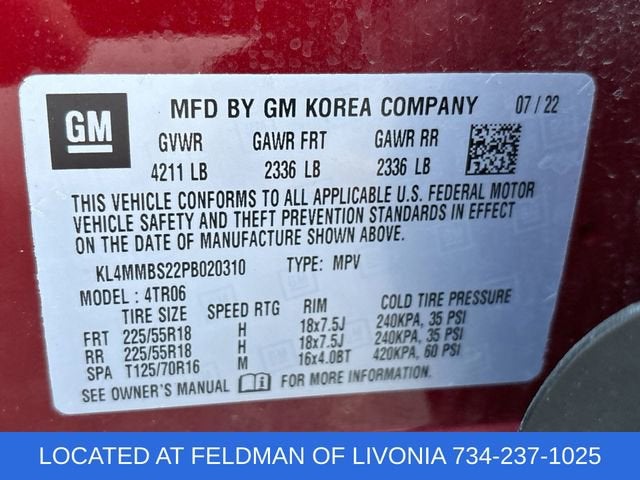 GM
MFD BY GM KOREA COMPANY 07 / 22
GVWR GAWR FRT GAWR RR
4211 LB 2336 LB 2336 LB
THIS VEHICLE CONFORMS TO ALL APPLICABLE U.S. FEDERAL MOTOR
VEHICLE SAFETY AND THEFT PREVENTION STANDARDS IN EFFECT
ON THE DATE OF MANUFACTURE SHOWN ABOVE.
KL4MMBS22PB020310 TYPE: MPV
MODEL : 4TR06
TIRE SIZE SPEED RTG RIM COLD TIRE PRESSURE
FRT 225/55R18 H 18x7.5J 240KPA, 35 PSI
RR 225/55R18 H 18x7.5J 240KPA, 35 PSI
SPA T125/70R16 M 16x4.0BT 420KPA, 60 PSI
SEE OWNER'S MANUAL FOR MORE INFORMATION.
LOCATED AT FELDMAN OF LIVONIA 734-237-1025